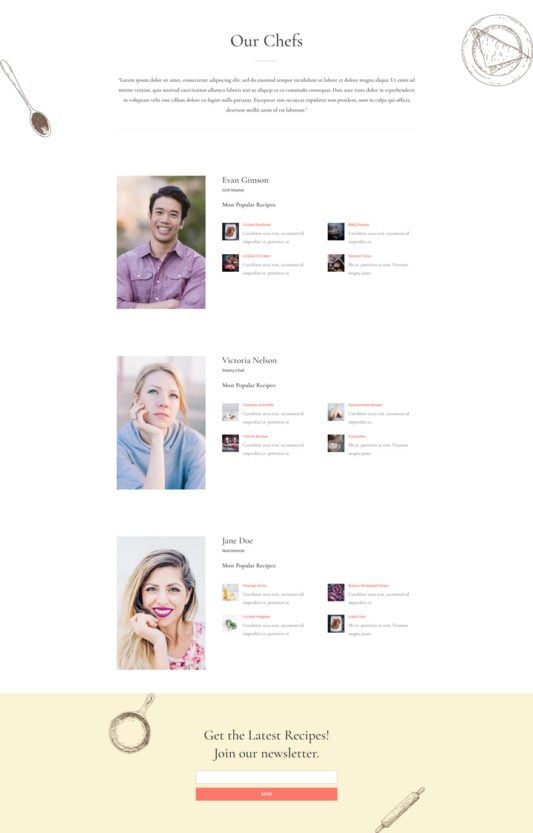 Our Chefs
"Lorem ipsum dolor sit amet, consectetur adipiscing elit, sed do eiusmod tempor incididunt ut labore et dolore magna aliqua. Ut enim ad
minim veniam, quis nostrud exercitation ullamco laboris nisi ut aliquip ex ea commodo consequat. Duis aute irure dolor in reprehenderit
in voluptate velit esse cillum dolore eu fugiat nulla pariatur. Excepteur sint occaecat cupidatat non proident, sunt in culpa qui officia
deserunt mollit anim id est laborum."
Evan Gimson
Grill Master
Most Popular Recipes:
Grilled Seafood
Curabitur arcu erat, accumsan id
imperdiet et, porttitor at
BBQ
Curabitur arcu erat, accumsan id
imperdiet et,
Grilled Chicken
Curabitur arcu erat, accumsan id
imperdiet et, porttitor at
Seared Tuna
Idt et, porttitor at sem. Vivamus
magna justo
Victoria Nelson
Pastry Chef
Most Popular Recipes:
Cookies and Milk
Curabitur arcu erat, accumsan id
imperdiet et, porttitor at
Homemade Bread
Curabitur arcu erat, accumsan id
imperdiet et,
Curabitur arcu erat, accumsan id
imperdiet et, porttitor at
Cupcakes
Idt et, porttitor at sem. Vivamus
magna justo
Jane Doe
Nutritionist
Most Popular Recipes:
Orange Juice
Curabitur arcu erat, accumsan id
imperdiet et, porttitor at
Bacon Wrapped Dates
Curabitur arcu erat, accumsan id
imperdiet et,
Grilled Veggies
Curabitur arcu erat, accumsan id
imperdiet et, porttitor at
Idt et, porttitor at sem. Vivamus
magna justo
Get the Latest Recipes!
Join our newsletter.
SEND